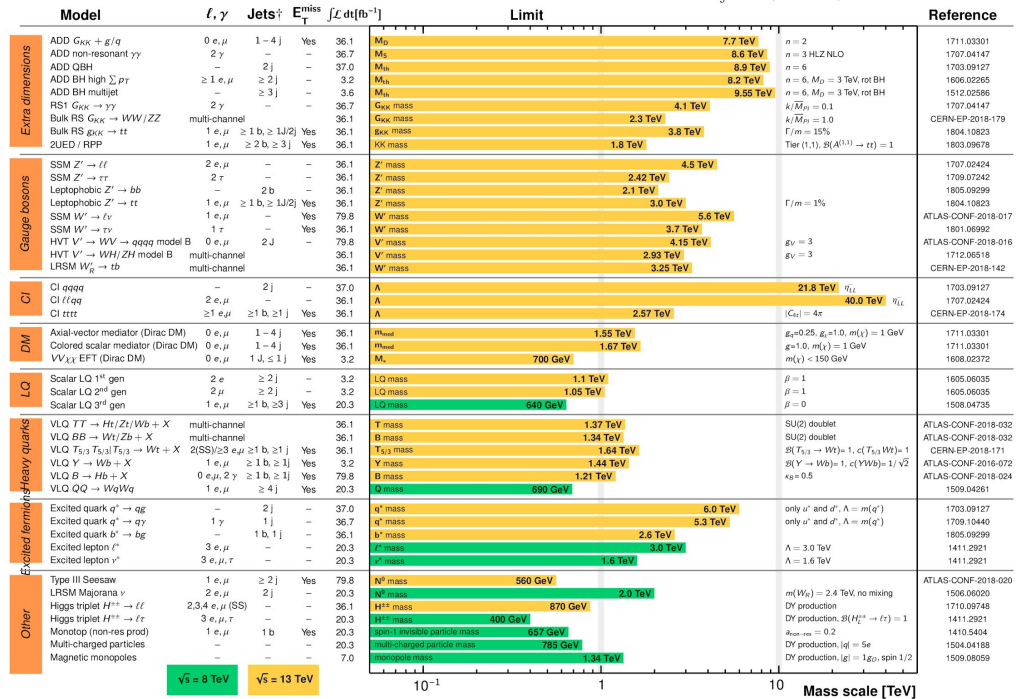 Model ℓ, γ Jets† E_T^miss ∫ℒ dt[fb⁻¹] Limit Reference
Extra dimensions
ADD G_KK + g/q 0 e, μ 1 − 4 j Yes 36.1 M_D 7.7 TeV n = 2 1711.03301
ADD non-resonant γγ 2 γ − − 36.7 M_S 8.6 TeV n = 3 HLZ NLO 1707.04147
ADD QBH − 2 j − 37.0 M_th 8.9 TeV n = 6 1703.09127
ADD BH high ∑ p_T ≥ 1 e, μ ≥ 2 j − 3.2 M_th 8.2 TeV n = 6, M_D = 3 TeV, rot BH 1606.02265
ADD BH multijet − ≥ 3 j − 3.6 M_th 9.55 TeV n = 6, M_D = 3 TeV, rot BH 1512.02586
RS1 G_KK → γγ 2 γ − − 36.7 G_KK mass 4.1 TeV k/M̅_Pl = 0.1 1707.04147
Bulk RS G_KK → WW/ZZ multi-channel 36.1 G_KK mass 2.3 TeV k/M̅_Pl = 1.0 CERN-EP-2018-179
Bulk RS g_KK → tt 1 e, μ ≥ 1 b, ≥ 1J/2j Yes 36.1 g_KK mass 3.8 TeV Γ/m = 15% 1804.10823
2UED / RPP 1 e, μ ≥ 2 b, ≥ 3 j Yes 36.1 KK mass 1.8 TeV Tier (1,1), ℬ(A^(1,1) → tt) = 1 1803.09678
Gauge bosons
SSM Z′ → ℓℓ 2 e, μ − − 36.1 Z′ mass 4.5 TeV 1707.02424
SSM Z′ → ττ 2 τ − − 36.1 Z′ mass 2.42 TeV 1709.07242
Leptophobic Z′ → bb − 2 b − 36.1 Z′ mass 2.1 TeV 1805.09299
Leptophobic Z′ → tt 1 e, μ ≥ 1 b, ≥ 1J/2j Yes 36.1 Z′ mass 3.0 TeV Γ/m = 1% 1804.10823
SSM W′ → ℓν 1 e, μ − Yes 79.8 W′ mass 5.6 TeV ATLAS-CONF-2018-017
SSM W′ → τν 1 τ − Yes 36.1 W′ mass 3.7 TeV 1801.06992
HVT V′ → WV → qqqq model B 0 e, μ 2 J − 79.8 V′ mass 4.15 TeV g_V = 3 ATLAS-CONF-2018-016
HVT V′ → WH/ZH model B multi-channel 36.1 V′ mass 2.93 TeV g_V = 3 1712.06518
LRSM W′_R → tb multi-channel 36.1 W′ mass 3.25 TeV CERN-EP-2018-142
CI
CI qqqq − 2 j − 37.0 Λ 21.8 TeV η⁻_LL 1703.09127
CI ℓℓqq 2 e, μ − − 36.1 Λ 40.0 TeV η⁻_LL 1707.02424
CI tttt ≥1 e,μ ≥1 b, ≥1 j Yes 36.1 Λ 2.57 TeV |C_4t| = 4π CERN-EP-2018-174
DM
Axial-vector mediator (Dirac DM) 0 e, μ 1 − 4 j Yes 36.1 m_med 1.55 TeV g_q=0.25, g_χ=1.0, m(χ) = 1 GeV 1711.03301
Colored scalar mediator (Dirac DM) 0 e, μ 1 − 4 j Yes 36.1 m_med 1.67 TeV g=1.0, m(χ) = 1 GeV 1711.03301
VVχχ EFT (Dirac DM) 0 e, μ 1 J, ≤ 1 j Yes 3.2 M_* 700 GeV m(χ) < 150 GeV 1608.02372
LQ
Scalar LQ 1st gen 2 e ≥ 2 j − 3.2 LQ mass 1.1 TeV β = 1 1605.06035
Scalar LQ 2nd gen 2 μ ≥ 2 j − 3.2 LQ mass 1.05 TeV β = 1 1605.06035
Scalar LQ 3rd gen 1 e, μ ≥1 b, ≥3 j Yes 20.3 LQ mass 640 GeV β = 0 1508.04735
Heavy quarks
VLQ TT → Ht/Zt/Wb + X multi-channel 36.1 T mass 1.37 TeV SU(2) doublet ATLAS-CONF-2018-032
VLQ BB → Wt/Zb + X multi-channel 36.1 B mass 1.34 TeV SU(2) doublet ATLAS-CONF-2018-032
VLQ T_5/3 T_5/3|T_5/3 → Wt + X 2(SS)/≥3 e,μ ≥1 b, ≥1 j Yes 36.1 T_5/3 mass 1.64 TeV ℬ(T_5/3 → Wt)= 1, c(T_5/3 Wt)= 1 CERN-EP-2018-171
VLQ Y → Wb + X 1 e, μ ≥ 1 b, ≥ 1j Yes 3.2 Y mass 1.44 TeV ℬ(Y → Wb)= 1, c(YWb)= 1/√2 ATLAS-CONF-2016-072
VLQ B → Hb + X 0 e,μ, 2 γ ≥ 1 b, ≥ 1j Yes 79.8 B mass 1.21 TeV κ_B= 0.5 ATLAS-CONF-2018-024
VLQ QQ → WqWq 1 e, μ ≥ 4 j Yes 20.3 Q mass 690 GeV 1509.04261
Excited fermions
Excited quark q* → qg − 2 j − 37.0 q* mass 6.0 TeV only u* and d*, Λ = m(q*) 1703.09127
Excited quark q* → qγ 1 γ 1 j − 36.7 q* mass 5.3 TeV only u* and d*, Λ = m(q*) 1709.10440
Excited quark b* → bg − 1 b, 1 j − 36.1 b* mass 2.6 TeV 1805.09299
Excited lepton ℓ* 3 e, μ − − 20.3 ℓ* mass 3.0 TeV Λ = 3.0 TeV 1411.2921
Excited lepton ν* 3 e, μ, τ − − 20.3 ν* mass 1.6 TeV Λ = 1.6 TeV 1411.2921
Other
Type III Seesaw 1 e, μ ≥ 2 j Yes 79.8 N⁰ mass 560 GeV ATLAS-CONF-2018-020
LRSM Majorana ν 2 e, μ 2 j − 20.3 N⁰ mass 2.0 TeV m(W_R) = 2.4 TeV, no mixing 1506.06020
Higgs triplet H^±± → ℓℓ 2,3,4 e, μ (SS) − − 36.1 H^±± mass 870 GeV DY production 1710.09748
Higgs triplet H^±± → ℓτ 3 e, μ, τ − − 20.3 H^±± mass 400 GeV DY production, ℬ(H_L^±± → ℓτ) = 1 1411.2921
Monotop (non-res prod) 1 e, μ 1 b Yes 20.3 spin-1 invisible particle mass 657 GeV a_non−res = 0.2 1410.5404
Multi-charged particles − − − 20.3 multi-charged particle mass 785 GeV DY production, |q| = 5e 1504.04188
Magnetic monopoles − − − 7.0 monopole mass 1.34 TeV DY production, |g| = 1g_D, spin 1/2 1509.08059
√s = 8 TeV √s = 13 TeV
10⁻¹ 1 10
Mass scale [TeV]